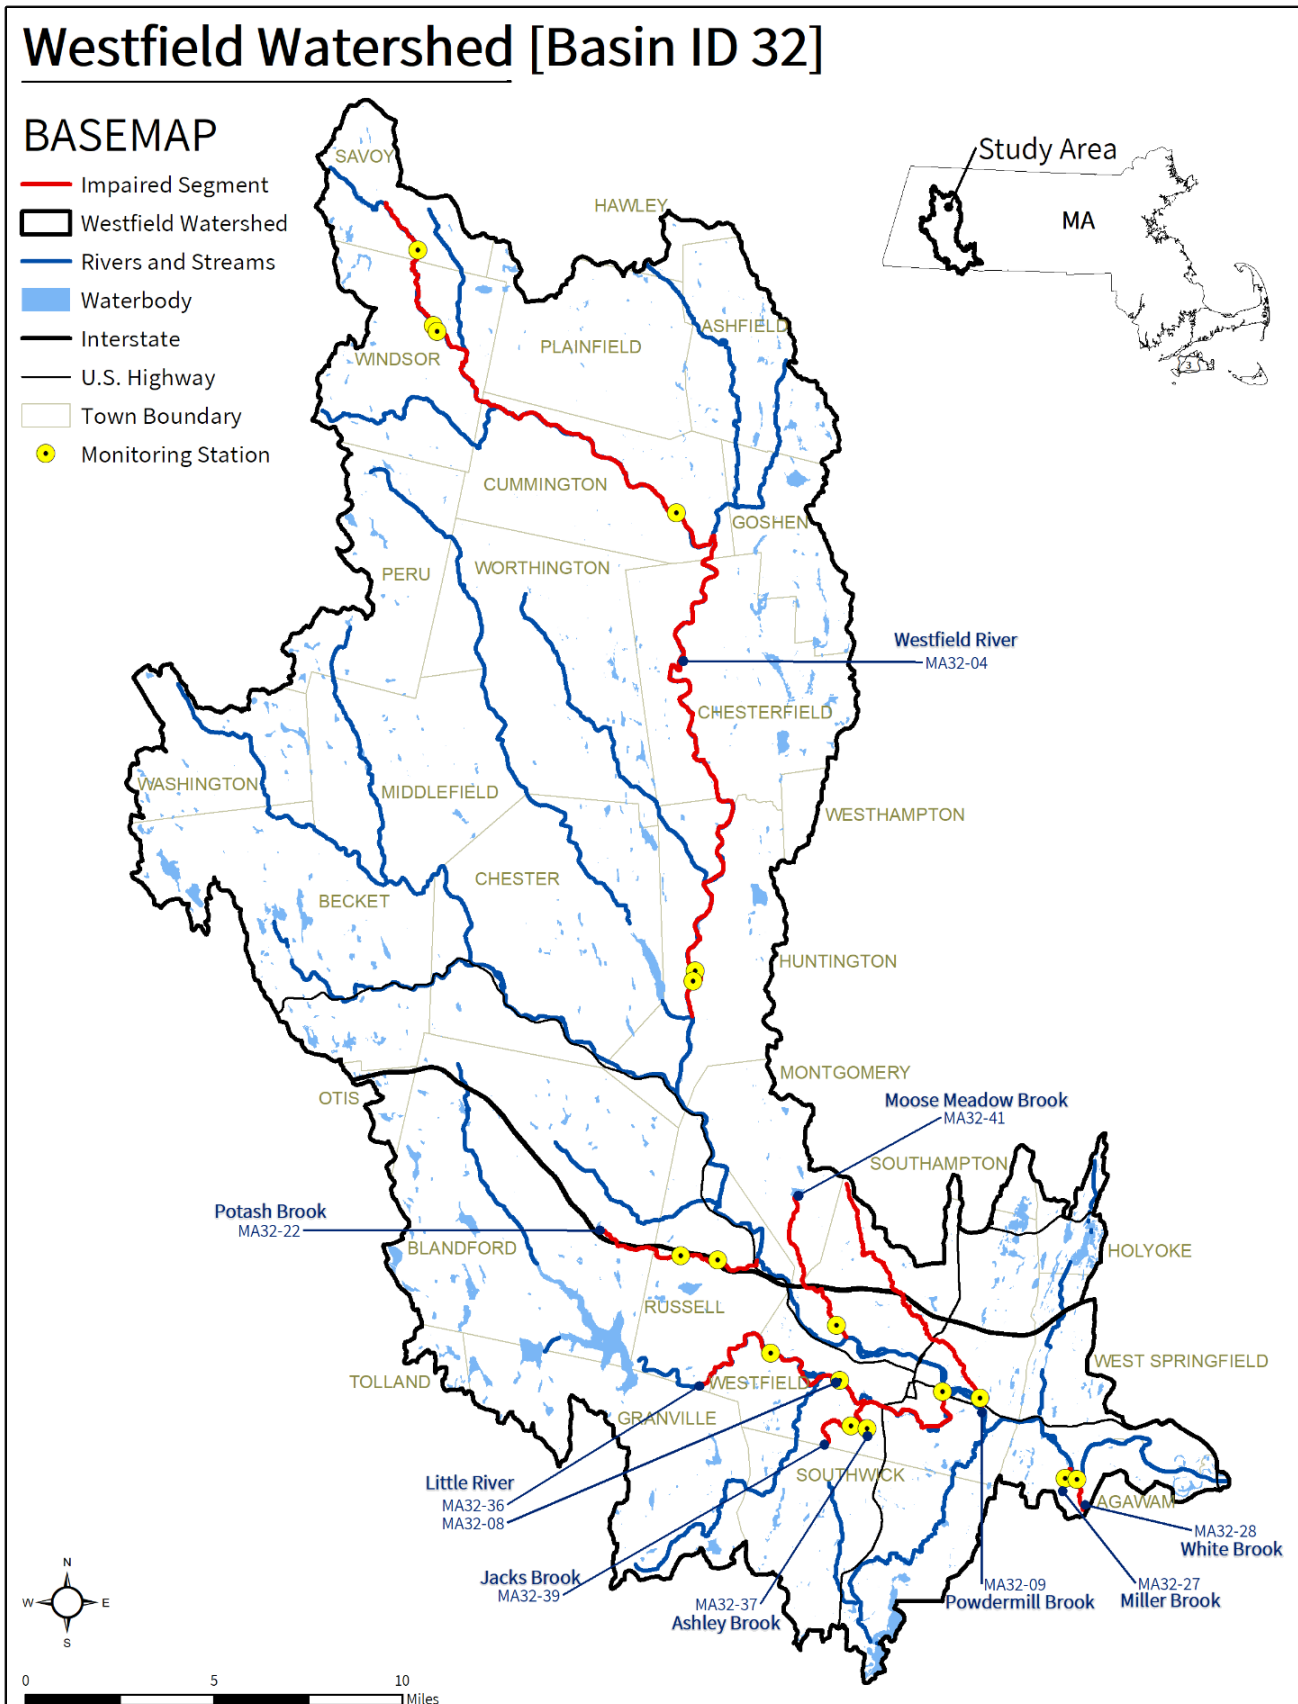 Westfield Watershed [Basin ID 32]
BASEMAP
Impaired Segment
Westfield Watershed
Rivers and Streams
Waterbody
Interstate
U.S. Highway
Town Boundary
Monitoring Station
Study Area
MA
3
SAVOY
HAWLEY
ASHFIELD
PLAINFIELD
WINDSOR
CUMMINGTON
GOSHEN
PERU
WORTHINGTON
Westfield River
MA32-04
CHESTERFIELD
WASHINGTON
MIDDLEFIELD
WESTHAMPTON
CHESTER
BECKET
HUNTINGTON
MONTGOMERY
OTIS
Moose Meadow Brook
MA32-41
SOUTHAMPTON
Potash Brook
MA32-22
BLANDFORD
HOLYOKE
RUSSELL
WEST SPRINGFIELD
TOLLAND
WESTFIELD
GRANVILLE
SOUTHWICK
Little River
MA32-36
MA32-08
AGAWAM
MA32-28
White Brook
Jacks Brook
MA32-39
MA32-37
Ashley Brook
MA32-09
Powdermill Brook
MA32-27
Miller Brook
N
W E
S
0 5 10
Miles